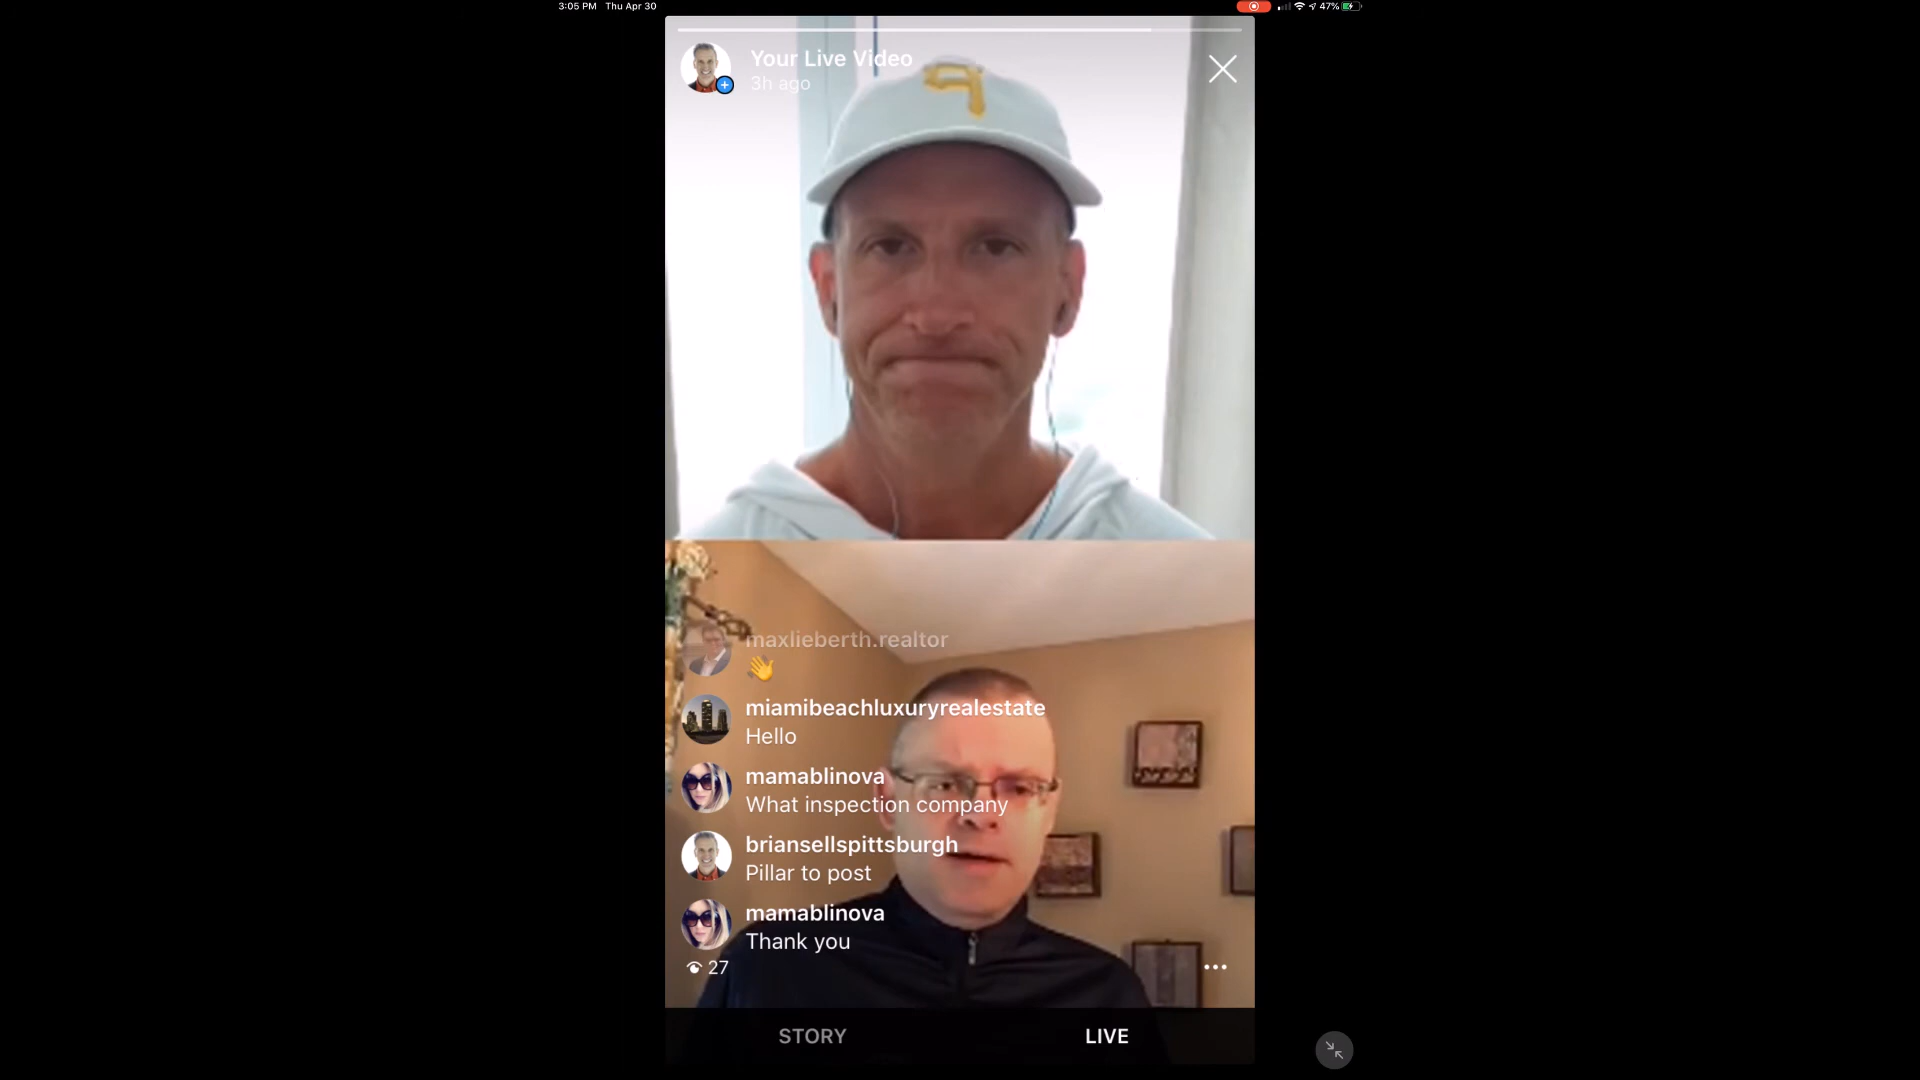 3:05 PM Thu Apr 30
47%
Your Live Video
3h ago
P
maxlieberth.realtor
👋
miamibeachluxuryrealestate
Hello
mamablinova
What inspection company
briansellspittsburgh
Pillar to post
mamablinova
Thank you
27
STORY LIVE